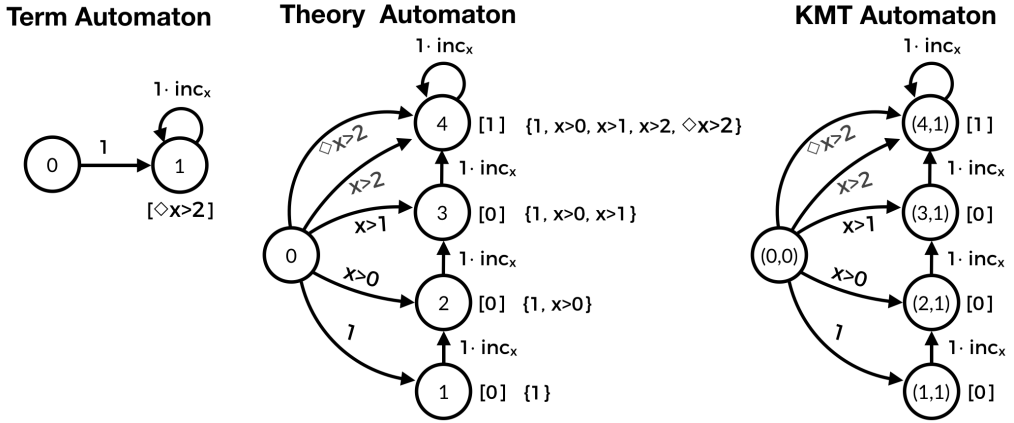 Term Automaton
1· incₓ
0
1
1
[◇x>2]
Theory Automaton
1· incₓ
4 [1] {1, x>0, x>1, x>2, ◇x>2}
◇x>2
1· incₓ
x>2
3 [0] {1, x>0, x>1}
x>1
0
1· incₓ
x>0
2 [0] {1, x>0}
1
1· incₓ
1 [0] {1}
KMT Automaton
1· incₓ
(4,1) [1]
◇x>2
1· incₓ
x>2
(3,1) [0]
x>1
(0,0)
1· incₓ
x>0
(2,1) [0]
1
1· incₓ
(1,1) [0]